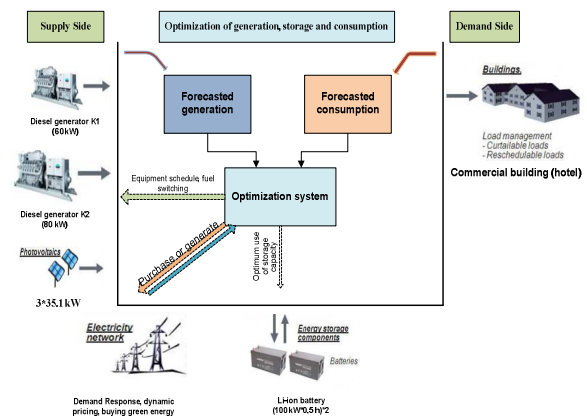 Supply Side
Optimization of generation, storage and consumption
Demand Side
Forecasted
generation
Forecasted
consumption
Buildings,
Diesel generator K1
(60kW)
Load management
- Curtailable loads
- Reschedulable loads
Commercial building (hotel)
Equipment schedule, fuel
switching
Optimization system
Diesel generator K2
(80 kW)
Purchase or generate
Optimum use
of storage
capacity
Photovoltaics
3*35.1kW
Electricity
network
Energy storage
components
Batteries
Demand Response, dynamic
pricing, buying green energy
Li-ion battery
(100 kW*0,5 h)*2